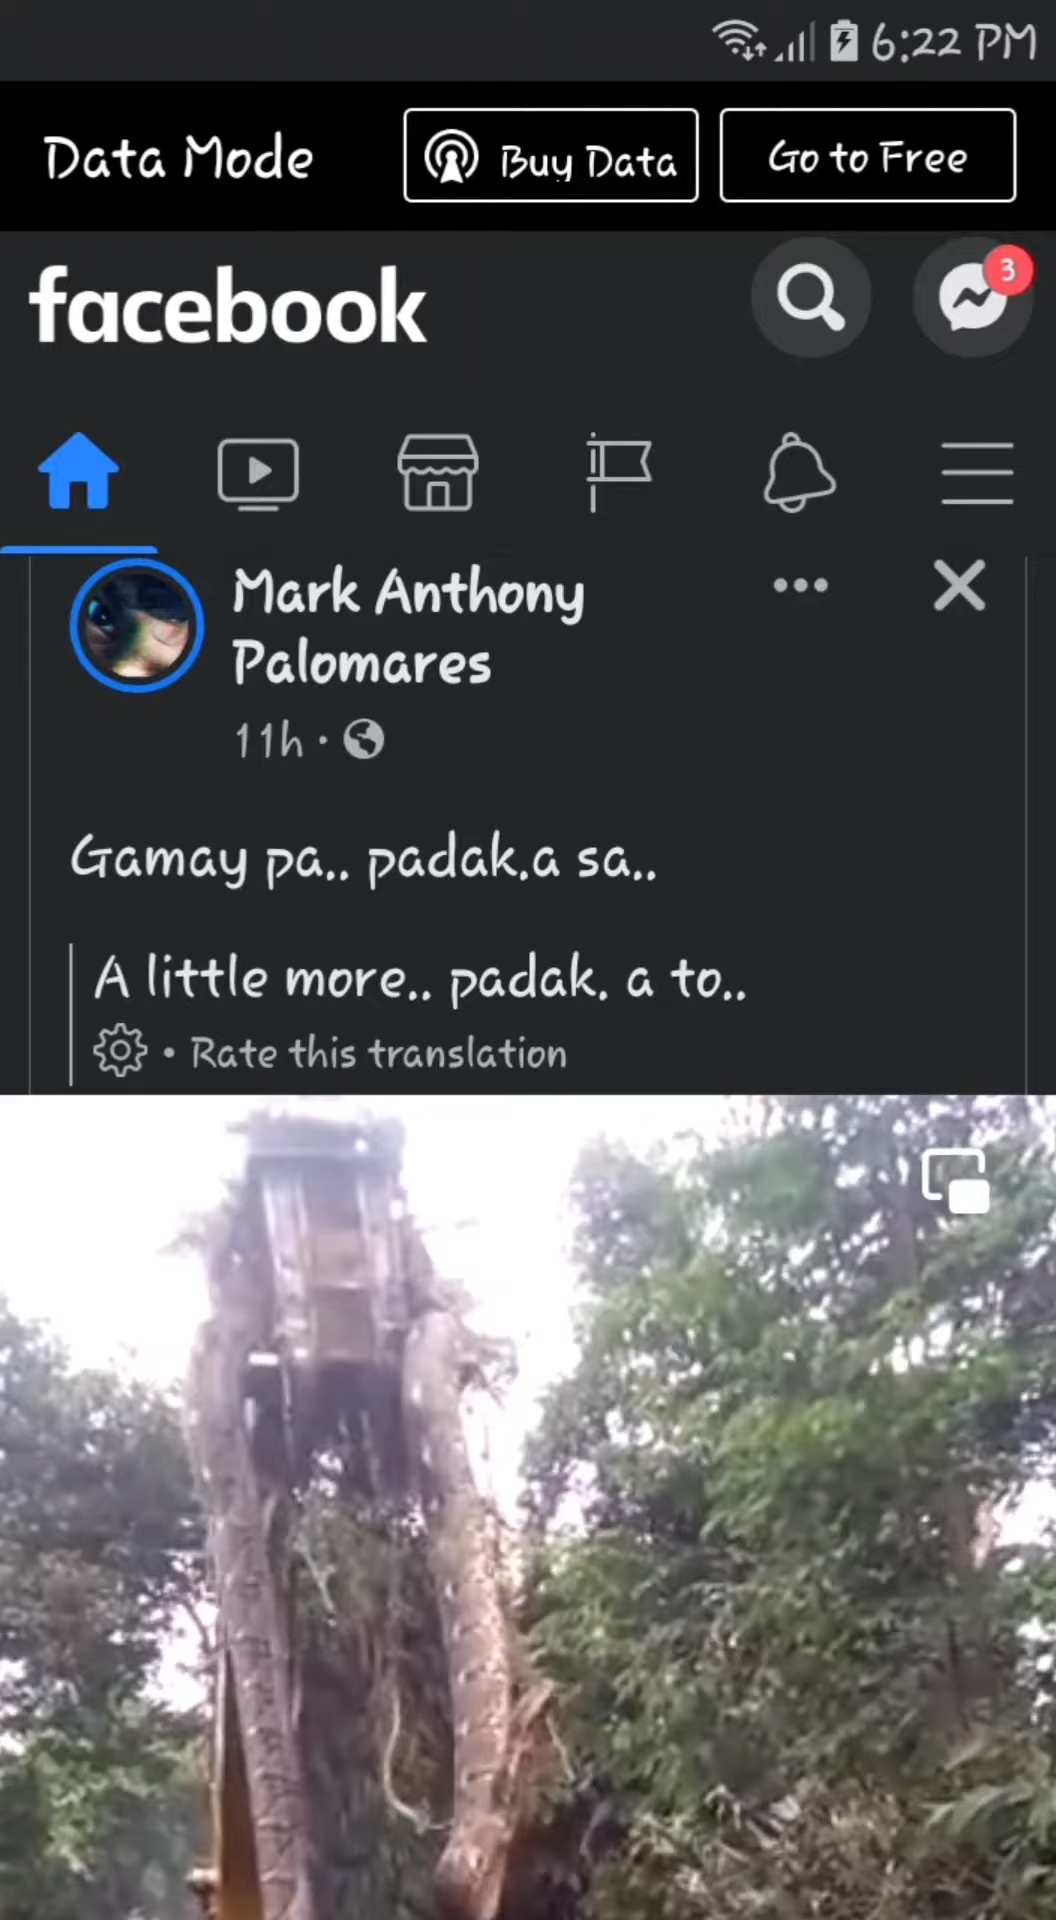 6:22 PM
Data Mode
Buy Data
Go to Free
facebook
3
Mark Anthony
Palomares
11h •
Gamay pa.. padak.a sa..
A little more.. padak. a to..
• Rate this translation